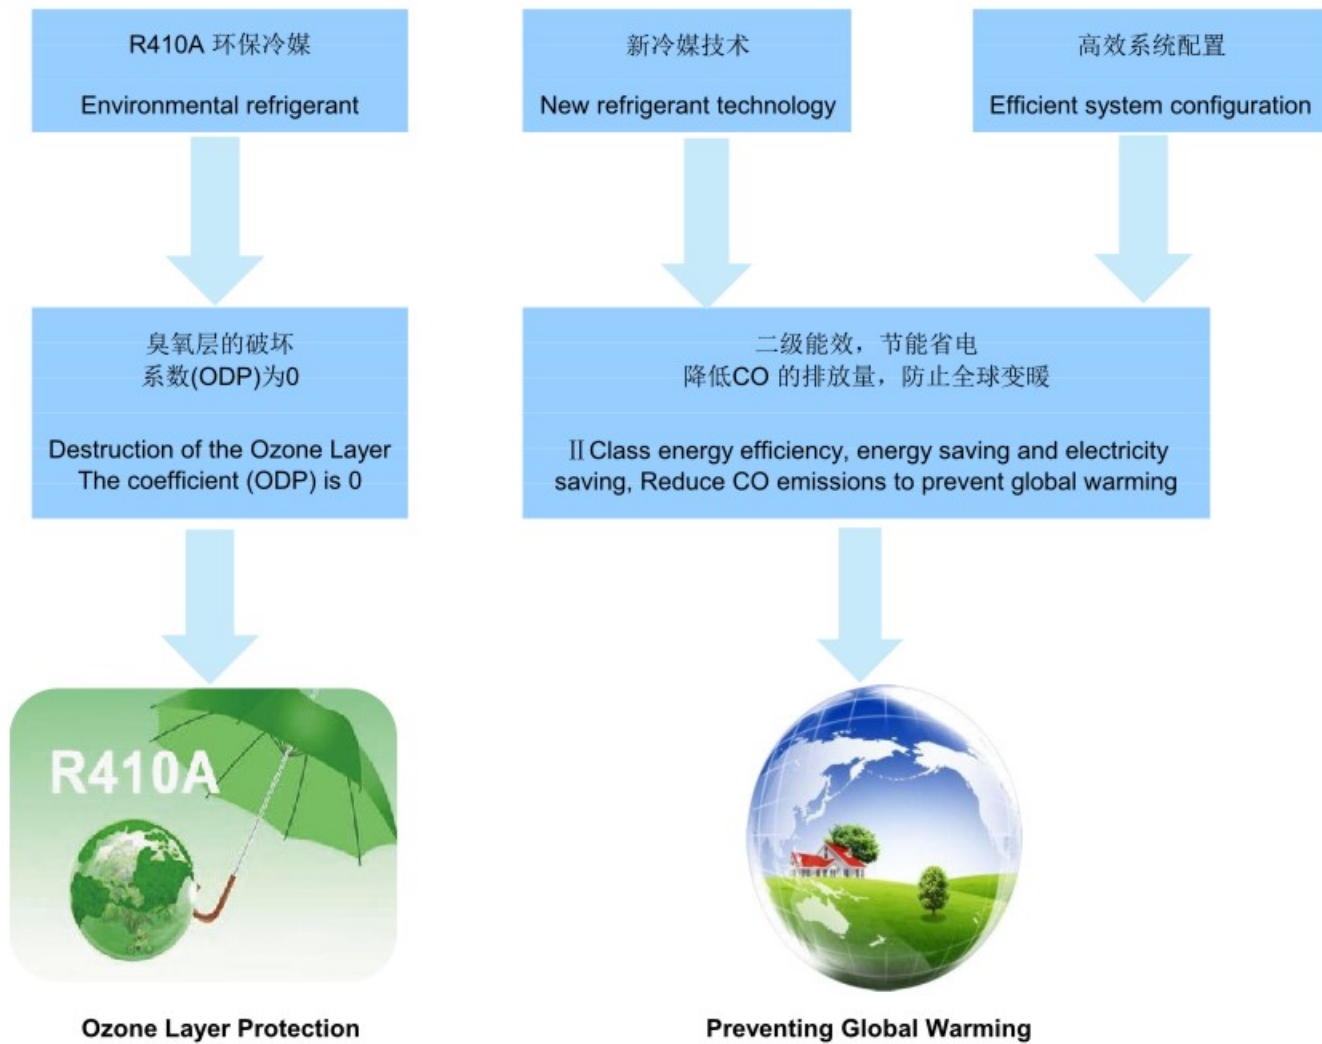 R410A 环保冷媒
Environmental refrigerant
新冷媒技术
New refrigerant technology
高效系统配置
Efficient system configuration
臭氧层的破坏
系数(ODP)为0
Destruction of the Ozone Layer
The coefficient (ODP) is 0
二级能效，节能省电
降低CO 的排放量，防止全球变暖
Ⅱ Class energy efficiency, energy saving and electricity
saving, Reduce CO emissions to prevent global warming
R410A
Ozone Layer Protection
Preventing Global Warming